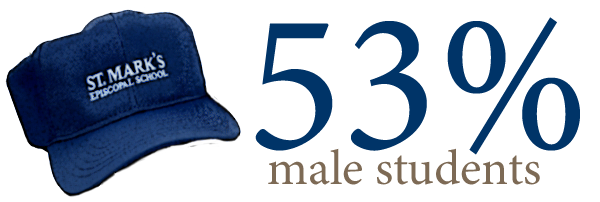 ST. MARK'S
EPISCOPAL SCHOOL
53%
male students